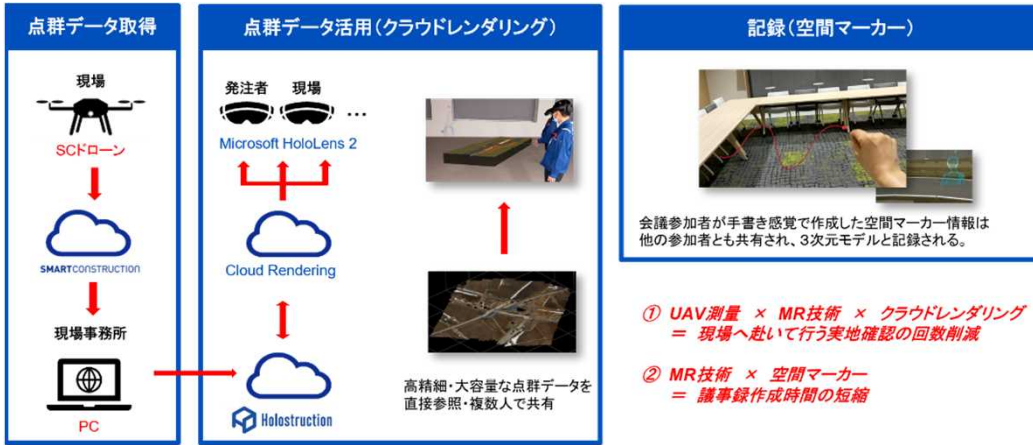 点群データ取得
現場
SCドローン
SMARTCONSTRUCTION
現場事務所
PC
点群データ活用（クラウドレンダリング）
発注者
現場
…
Microsoft HoloLens 2
Cloud Rendering
Holostruction
高精細・大容量な点群データを
直接参照・複数人で共有
記録（空間マーカー）
会議参加者が手書き感覚で作成した空間マーカー情報は
他の参加者とも共有され、3次元モデルと記録される。
① UAV測量 × MR技術 × クラウドレンダリング
＝ 現場へ赴いて行う実地確認の回数削減
② MR技術 × 空間マーカー
＝ 議事録作成時間の短縮